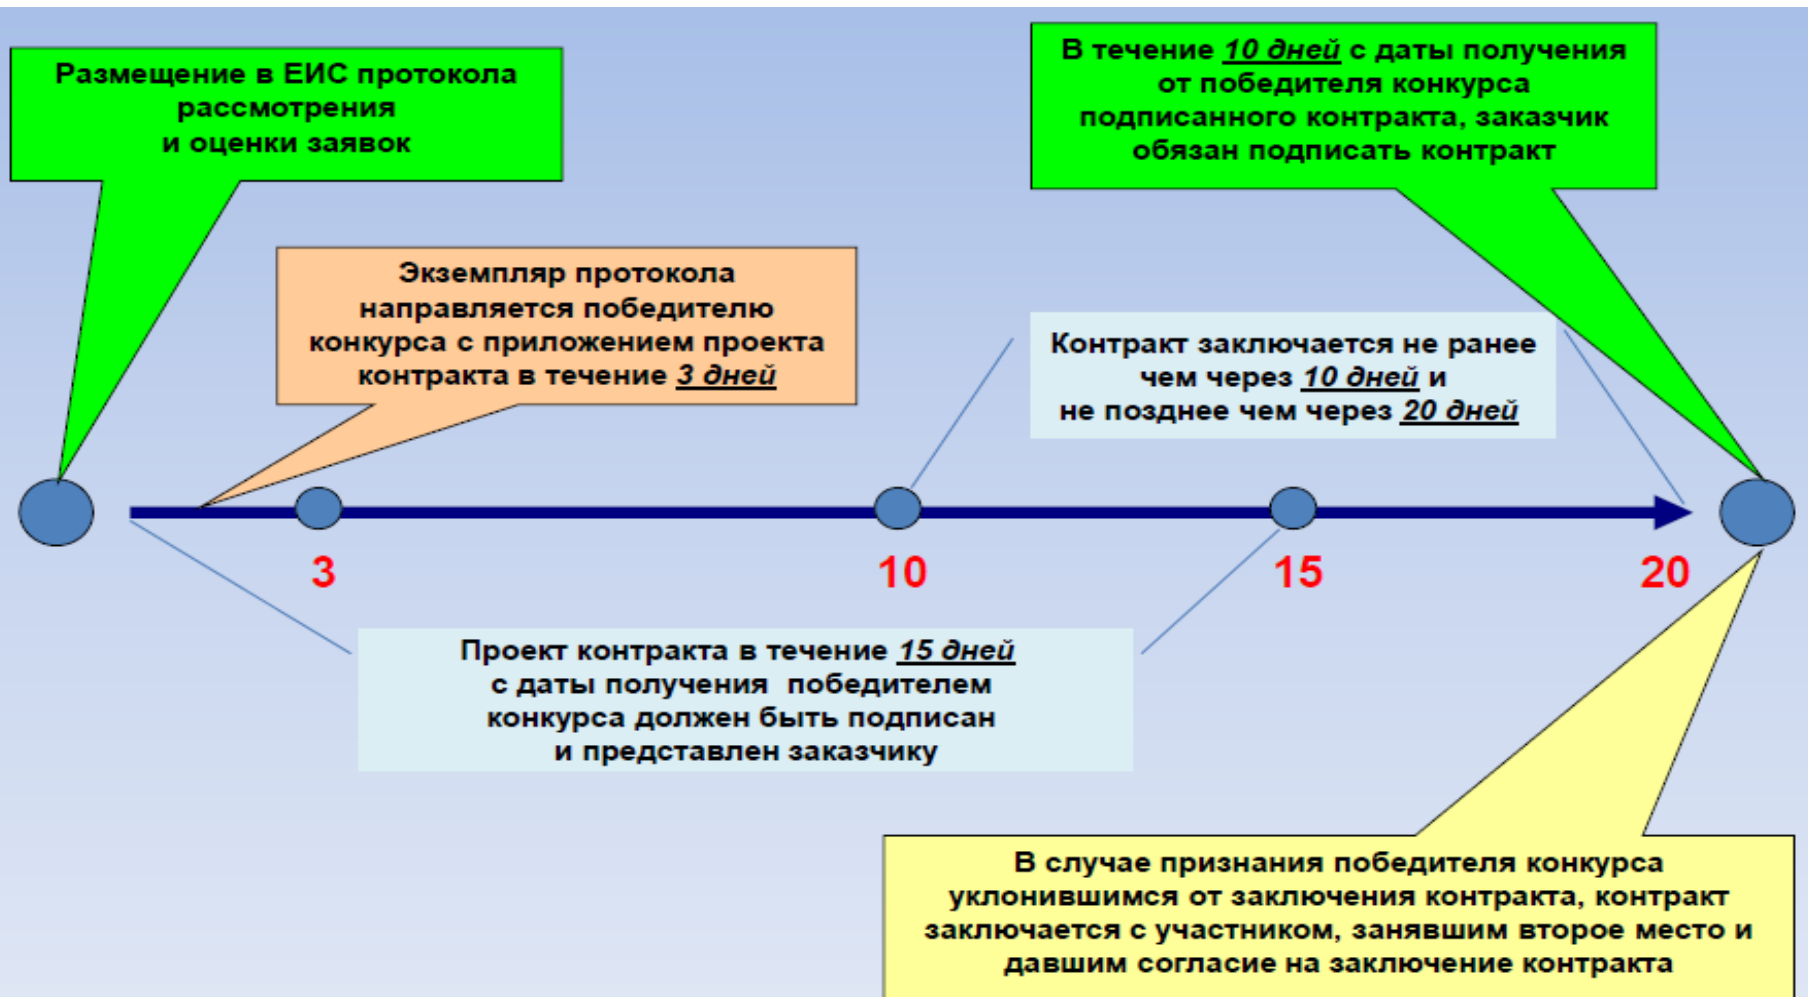 Размещение в ЕИС протокола
рассмотрения
и оценки заявок
В течение 10 дней с даты получения
от победителя конкурса
подписанного контракта, заказчик
обязан подписать контракт
Экземпляр протокола
направляется победителю
конкурса с приложением проекта
контракта в течение 3 дней
Контракт заключается не ранее
чем через 10 дней и
не позднее чем через 20 дней
3
10
15
20
Проект контракта в течение 15 дней
с даты получения победителем
конкурса должен быть подписан
и представлен заказчику
В случае признания победителя конкурса
уклонившимся от заключения контракта, контракт
заключается с участником, занявшим второе место и
давшим согласие на заключение контракта